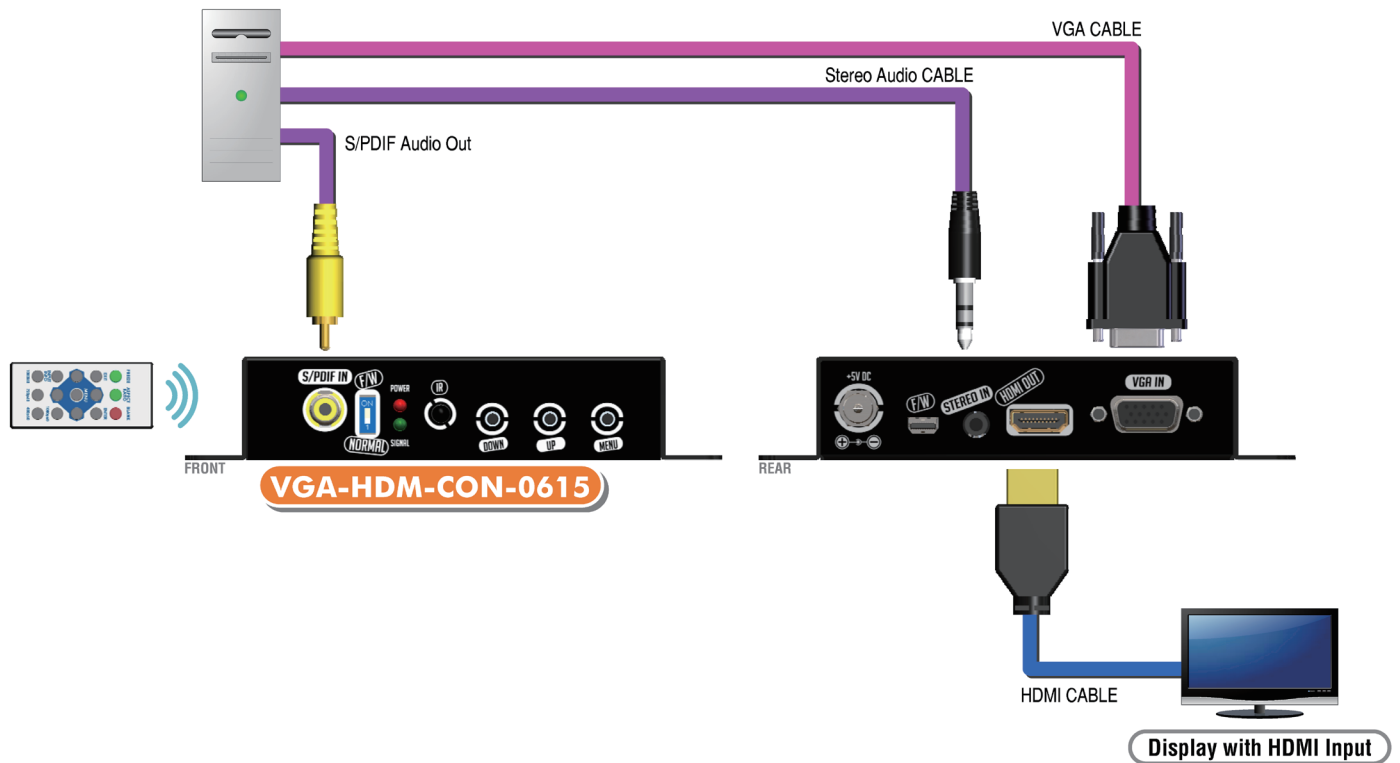 VGA CABLE
Stereo Audio CABLE
S/PDIF Audio Out
S/PDIF IN
F/W
ON
1
NORMAL
POWER
SIGNAL
IR
DOWN
UP
MENU
FRONT
VGA-HDM-CON-0615
+5V DC
F/W
STEREO IN
HDMI OUT
VGA IN
REAR
HDMI CABLE
Display with HDMI Input